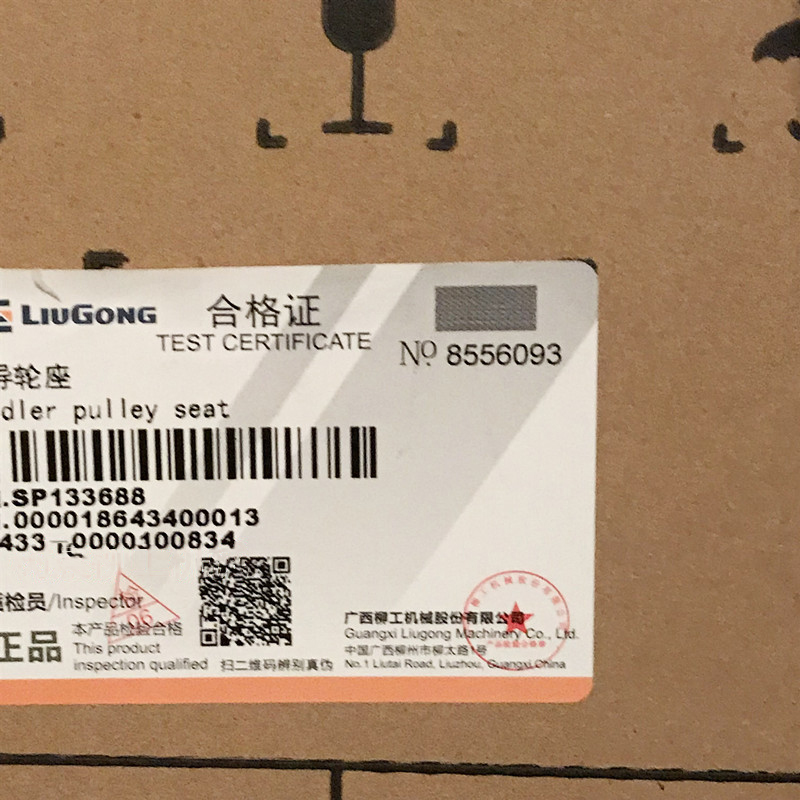 LIUGONG 合格证
TEST CERTIFICATE
No 8556093
导轮座
dler pulley seat
.SP133688
.000018643400013
433 0000100834
检员/Inspector
正品
本产品检验合格
This product
inspection qualified
扫二维码辨别真伪
广西柳工机械股份有限公司
Guangxi Liugong Machinery Co., Ltd.
中国广西柳州市柳太路1号
No.1 Liutai Road, Liuzhou, Guangxi,China